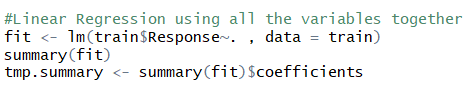 #Linear Regression using all the variables together
fit <- lm(train$Response~. , data = train)
summary(fit)
tmp.summary <- summary(fit)$coefficients